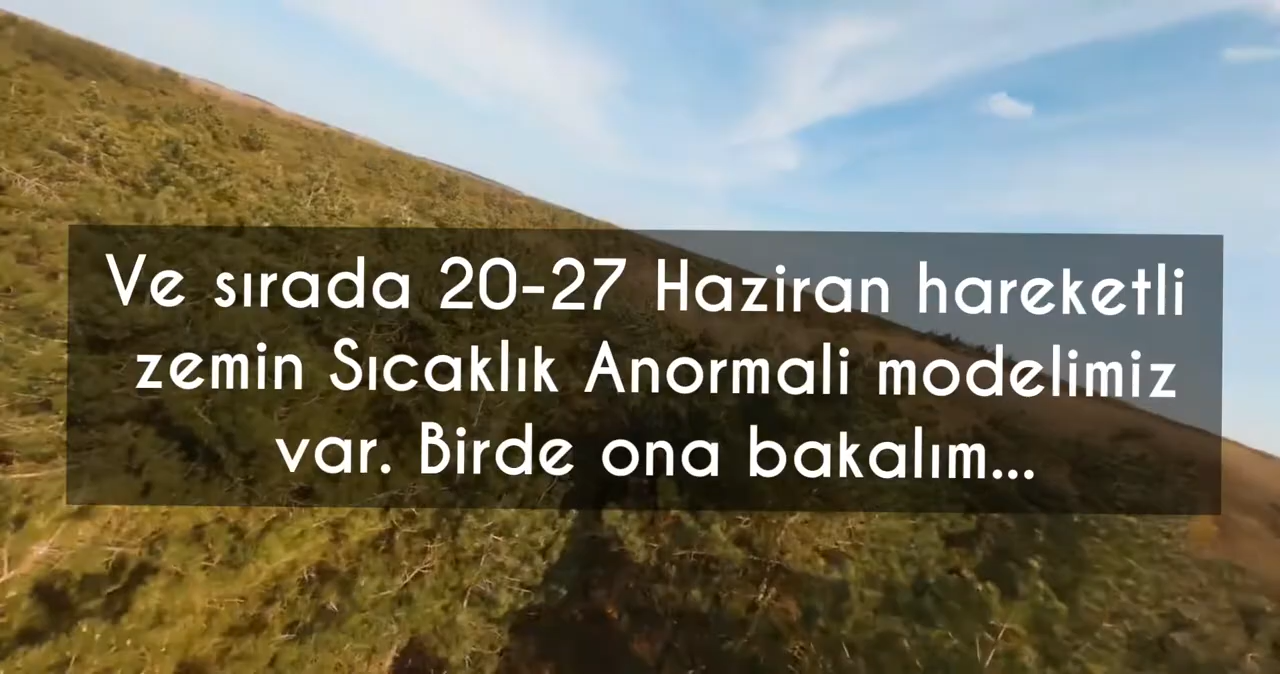 Ve sırada 20-27 Haziran hareketli
zemin Sıcaklık Anormali modelimiz
var. Birde ona bakalım...